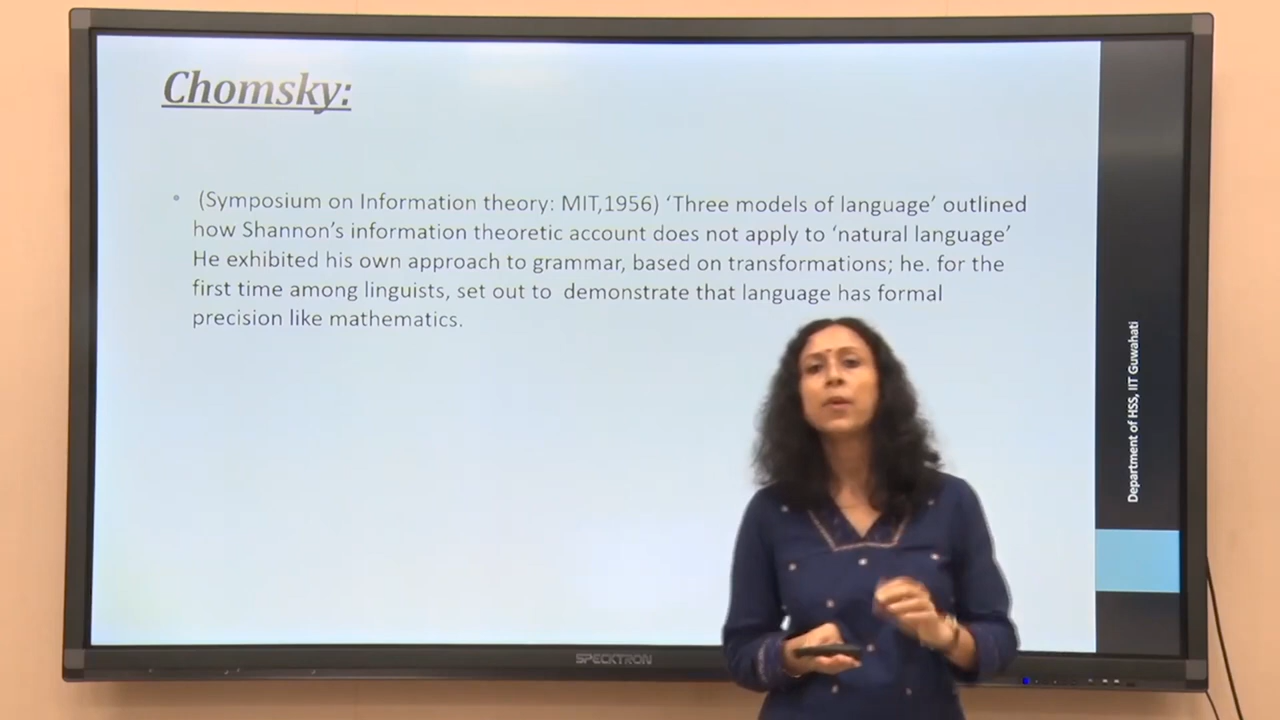 Chomsky:
• (Symposium on Information theory: MIT,1956) ‘Three models of language’ outlined
how Shannon’s information theoretic account does not apply to ‘natural language’
He exhibited his own approach to grammar, based on transformations; he. for the
first time among linguists, set out to demonstrate that language has formal
precision like mathematics.
Department of HSS, IIT Guwahati
SPECKTRON